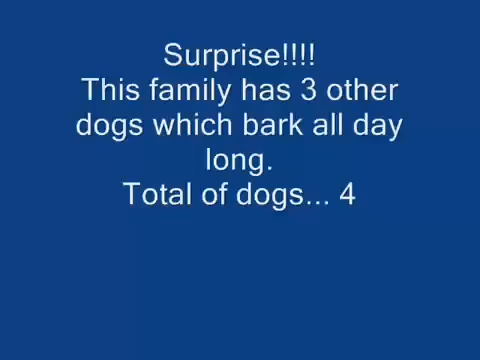 Surprise!!!!
This family has 3 other
dogs which bark all day
long.
Total of dogs... 4